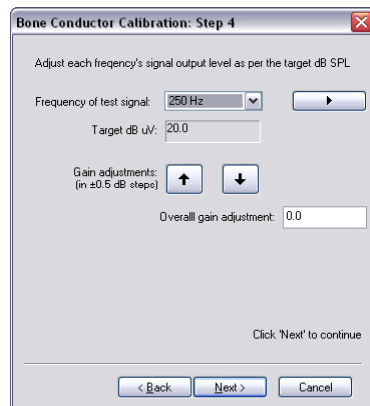 Bone Conductor Calibration: Step 4
Adjust each freqency's signal output level as per the target dB SPL
Frequency of test signal: 250 Hz
Target dB uV: 20.0
Gain adjustments:
(in ±0.5 dB steps)
Overall gain adjustment: 0.0
Click 'Next' to continue
< Back Next > Cancel